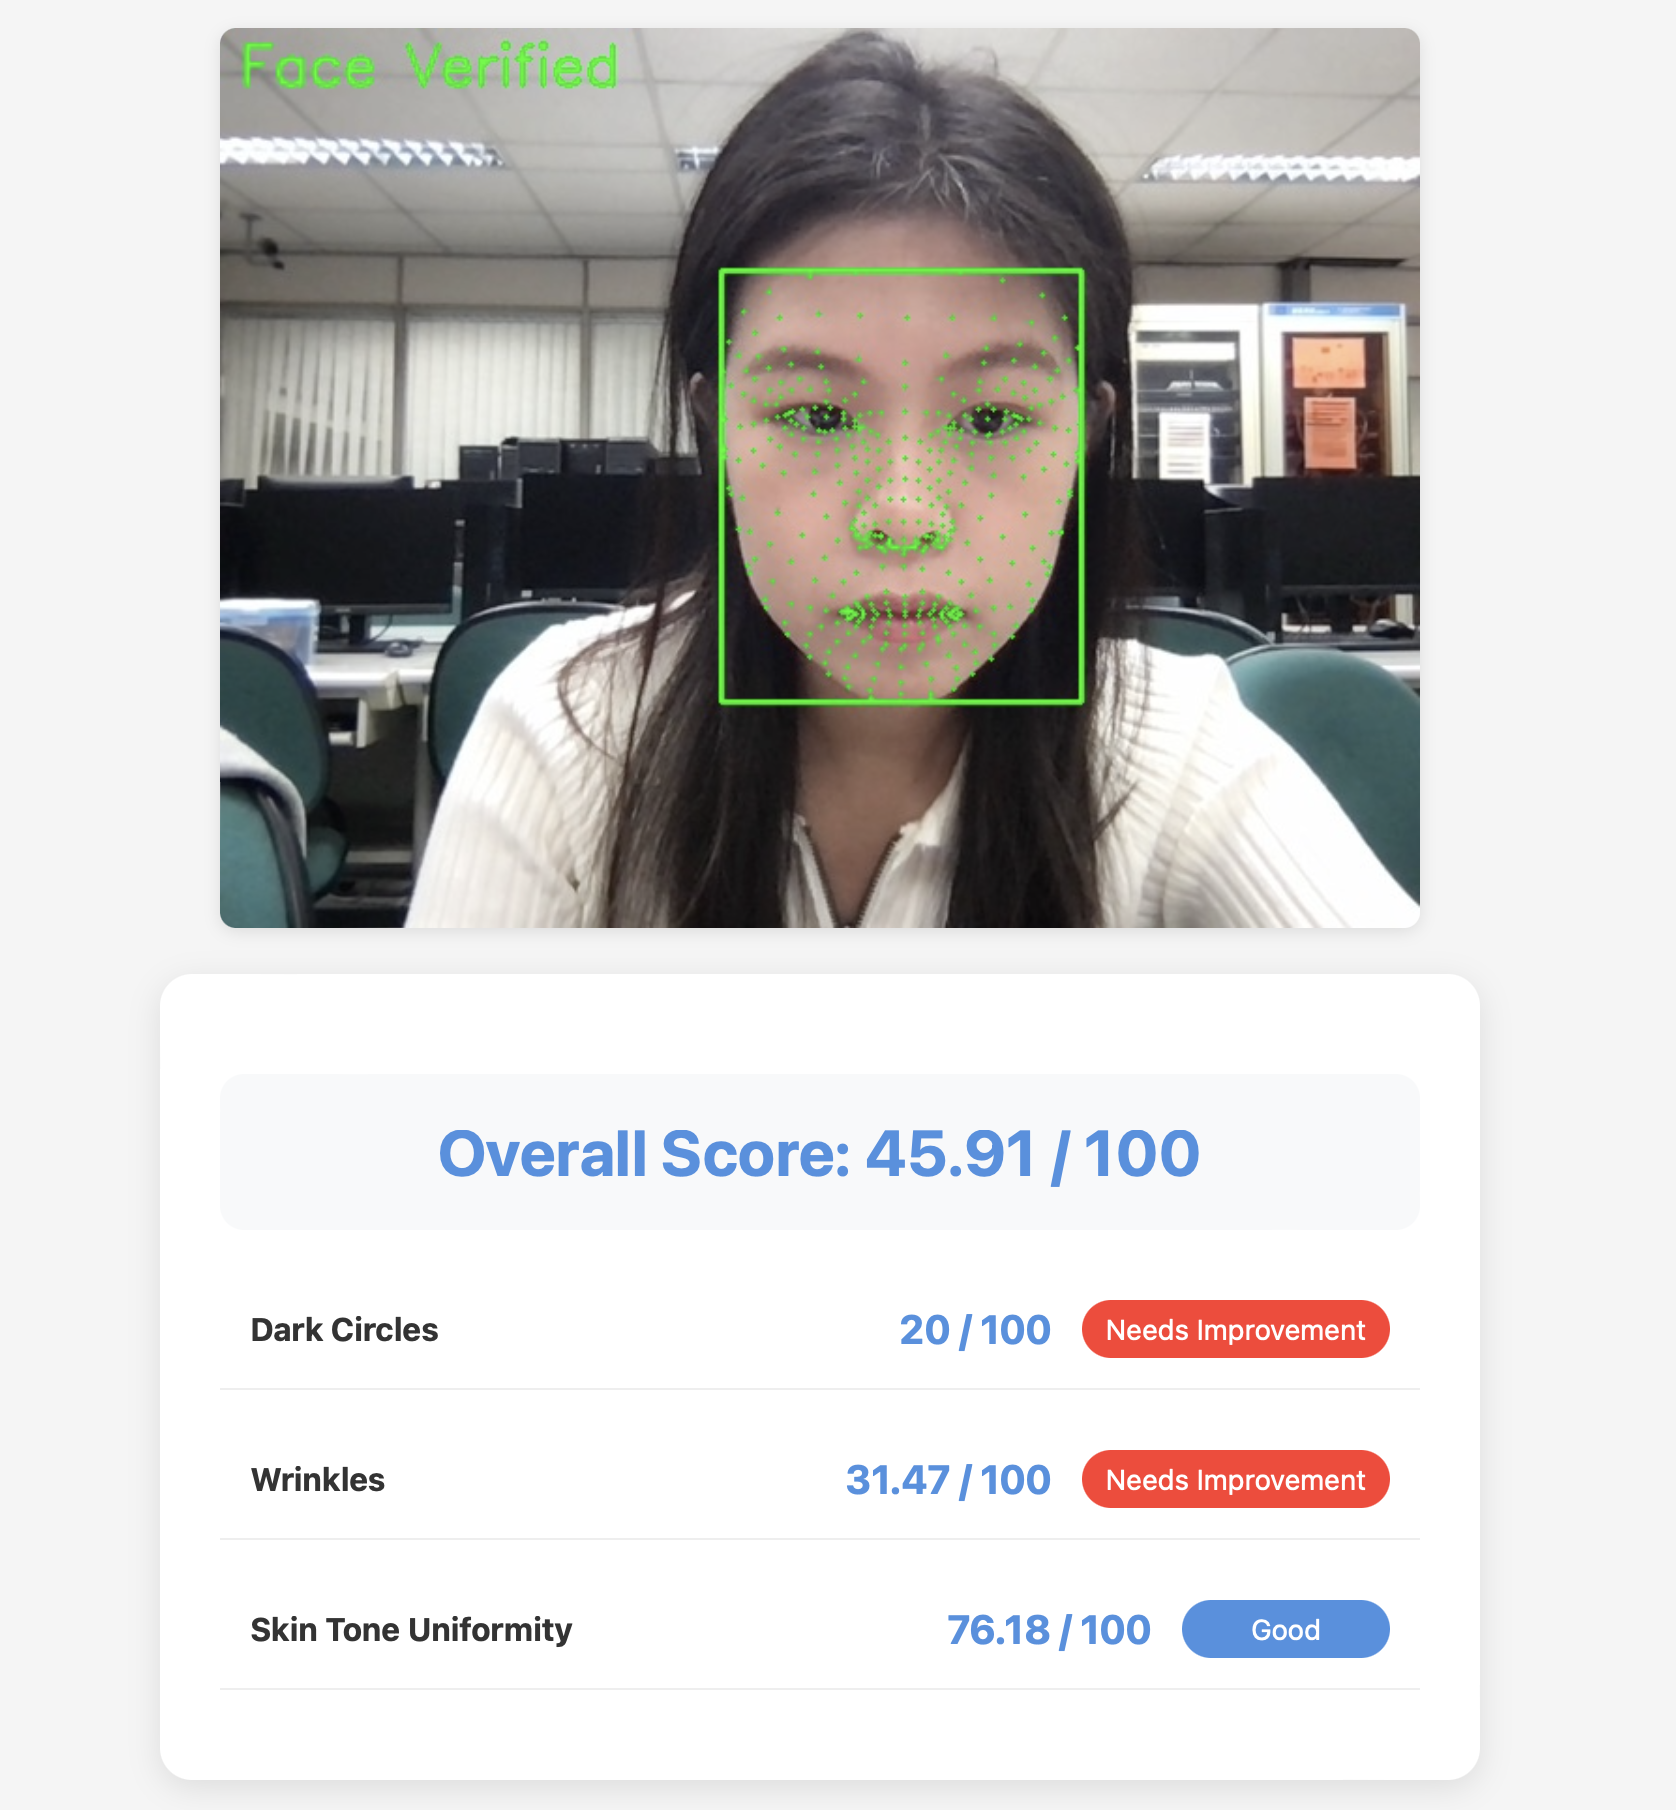 Face Verified
Overall Score: 45.91 / 100
Dark Circles 20 / 100 Needs Improvement
Wrinkles 31.47 / 100 Needs Improvement
Skin Tone Uniformity 76.18 / 100 Good